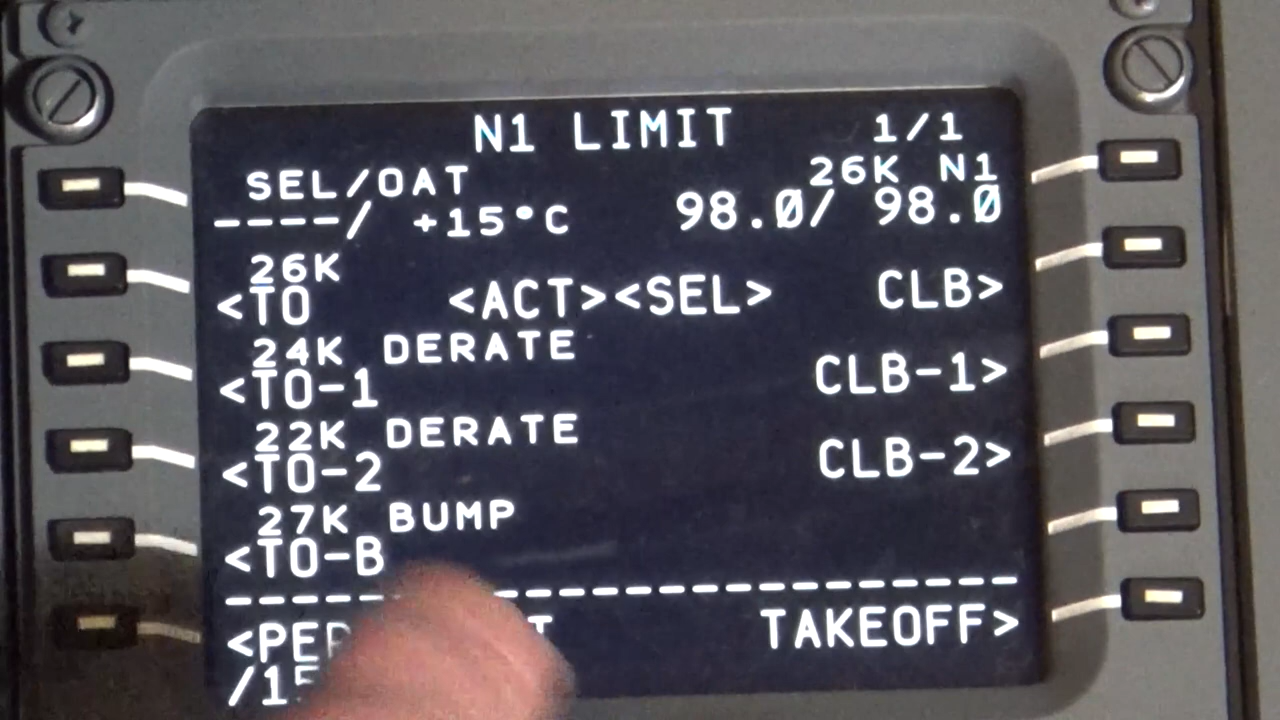 N1 LIMIT 1/1
SEL/OAT 26K N1
----/ +15°C 98.0/ 98.0
26K
<TO <ACT><SEL> CLB>
24K DERATE
<TO-1 CLB-1>
22K DERATE
<TO-2 CLB-2>
27K BUMP
<TO-B
------------------------
TAKEOFF>